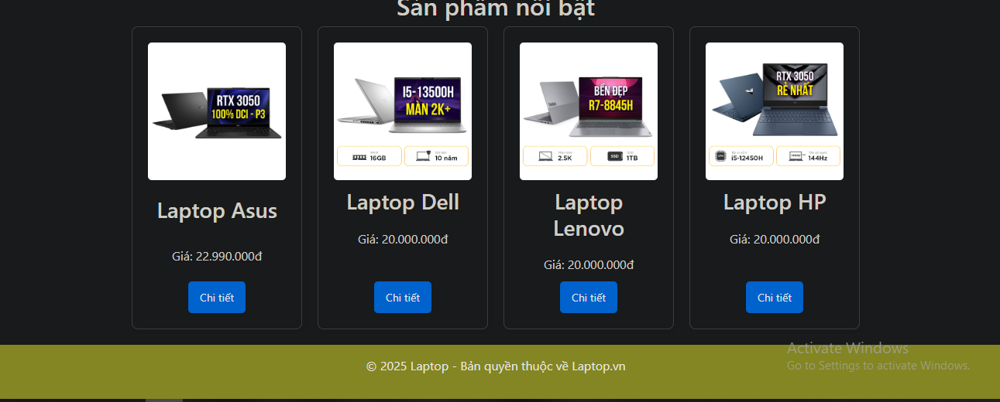 Sản phẩm nổi bật
RTX 3050
100% DCI - P3
I5-13500H
MÀN 2K+
16GB
10 năm
BỀN ĐẸP
R7-8845H
2.5K
SSD
1TB
RTX 3050
RẺ NHẤT
CPU
i5-12450H
144Hz
Laptop Asus
Laptop Dell
Laptop
Lenovo
Laptop HP
Giá: 22.990.000đ
Giá: 20.000.000đ
Giá: 20.000.000đ
Giá: 20.000.000đ
Chi tiết
Chi tiết
Chi tiết
Chi tiết
© 2025 Laptop - Bản quyền thuộc về Laptop.vn
Activate Windows
Go to Settings to activate Windows.